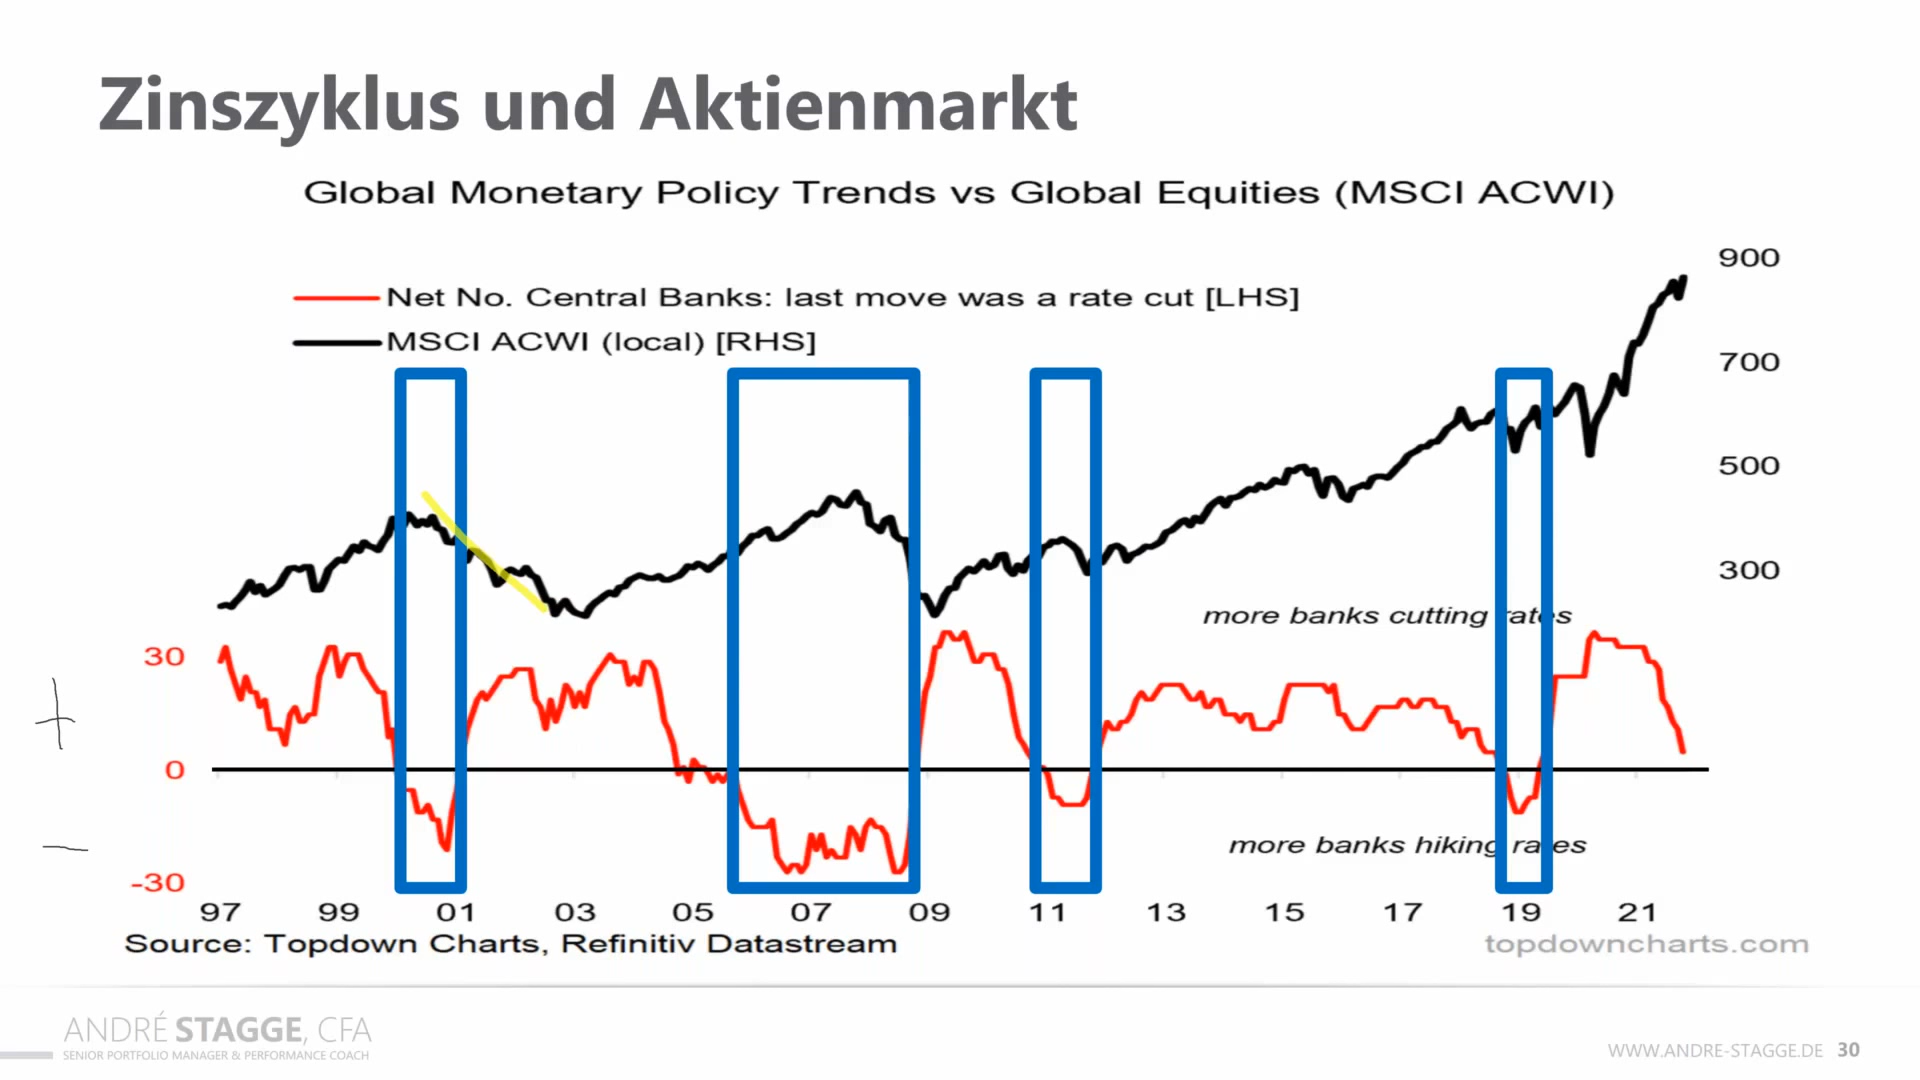 Zinszyklus und Aktienmarkt
Global Monetary Policy Trends vs Global Equities (MSCI ACWI)
Net No. Central Banks: last move was a rate cut [LHS]
MSCI ACWI (local) [RHS]
900
700
500
300
more banks cutting rates
30
+
0
more banks hiking rates
–
-30
97 99 01 03 05 07 09 11 13 15 17 19 21
Source: Topdown Charts, Refinitiv Datastream
topdowncharts.com
ANDRÉ STAGGE, CFA
SENIOR PORTFOLIO MANAGER & PERFORMANCE COACH
WWW.ANDRE-STAGGE.DE 30